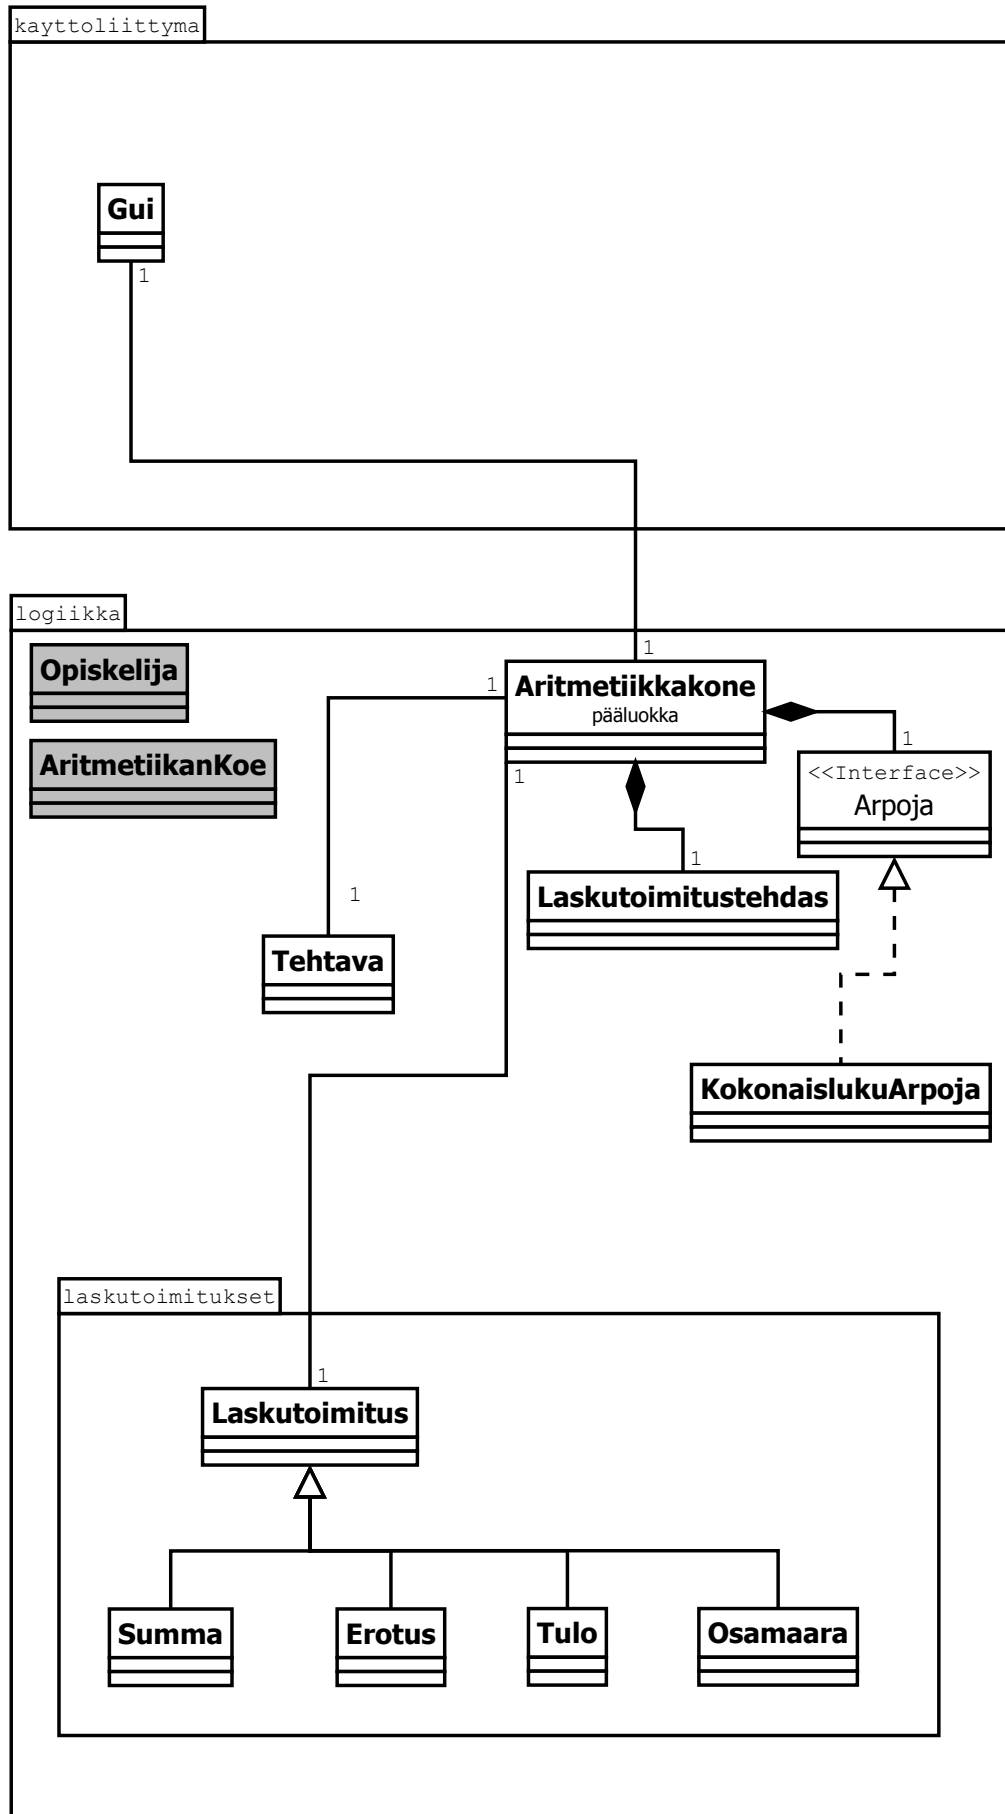 kayttoliittyma
Gui
1
logiikka
1
Opiskelija
1
Aritmetiikkakone
pääluokka
1
AritmetiikanKoe
1
<<Interface>>
Arpoja
1
1
Laskutoimitustehdas
Tehtava
KokonaislukuArpoja
laskutoimitukset
1
Laskutoimitus
Summa
Erotus
Tulo
Osamaara